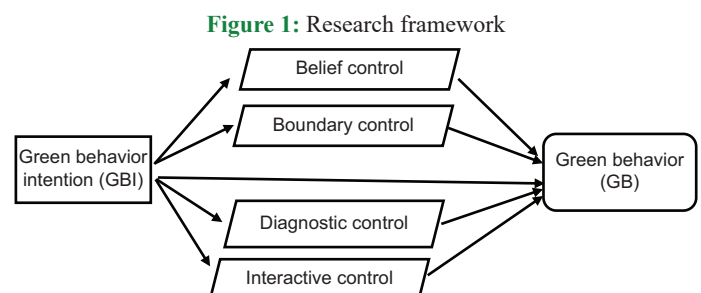 Figure 1: Research framework
Belief control
Boundary control
Green behavior
intention (GBI)
Green behavior
(GB)
Diagnostic control
Interactive control